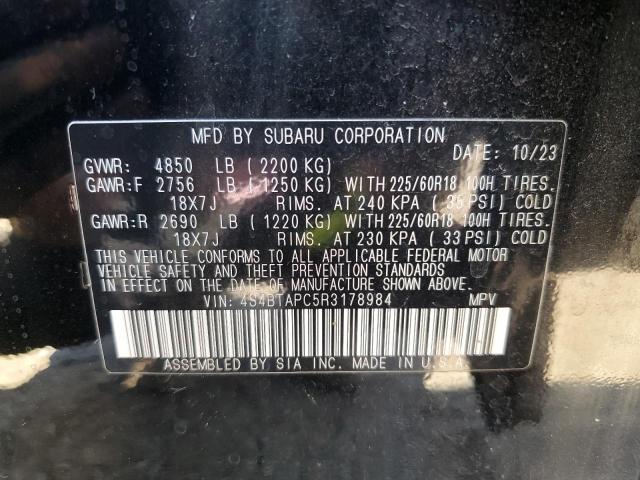 MFD BY SUBARU CORPORATION
DATE: 10/23
GVWR: 4850 LB (2200 KG)
GAWR:F 2756 LB (1250 KG) WITH 225/60R18 100H TIRES.
18X7J RIMS. AT 240 KPA (35 PSI) COLD
GAWR:R 2690 LB (1220 KG) WITH 225/60R18 100H TIRES.
18X7J RIMS. AT 230 KPA (33 PSI) COLD
THIS VEHICLE CONFORMS TO ALL APPLICABLE FEDERAL MOTOR
VEHICLE SAFETY AND THEFT PREVENTION STANDARDS
IN EFFECT ON THE DATE OF MANUFACTURE SHOWN ABOVE.
VIN: 4S4BTAPC5R3178984 MPV
ASSEMBLED BY SIA INC. MADE IN U.S.A.